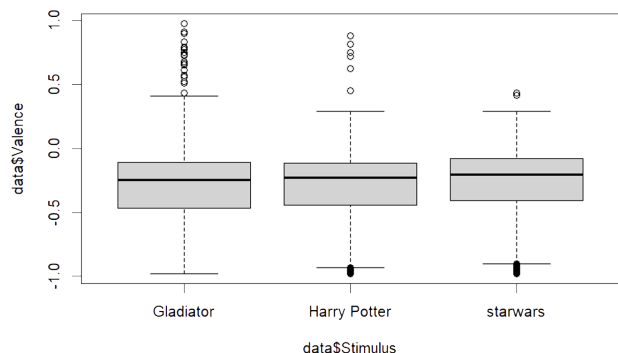 1.0
0.5
0.0
-0.5
-1.0
data$Valence
Gladiator
Harry Potter
starwars
data$Stimulus